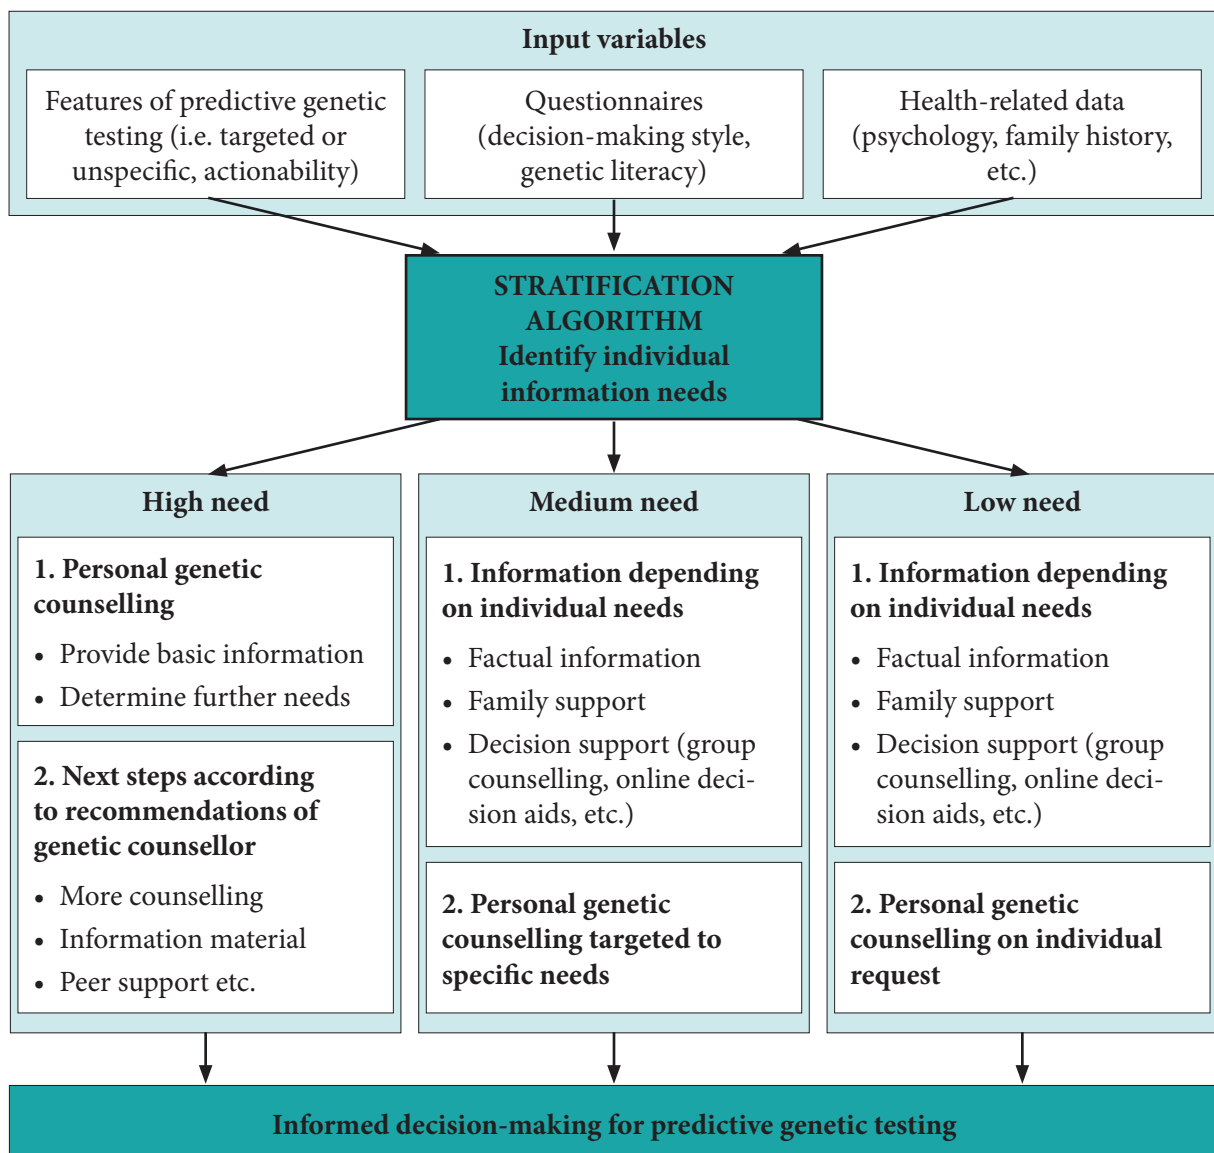 Input variables
Features of predictive genetic
testing (i.e. targeted or
unspecific, actionability)
Questionnaires
(decision-making style,
genetic literacy)
Health-related data
(psychology, family history,
etc.)
STRATIFICATION
ALGORITHM
Identify individual
information needs
High need
1. Personal genetic
counselling
• Provide basic information
• Determine further needs
2. Next steps according
to recommendations of
genetic counsellor
• More counselling
• Information material
• Peer support etc.
Medium need
1. Information depending
on individual needs
• Factual information
• Family support
• Decision support (group
counselling, online deci-
sion aids, etc.)
2. Personal genetic
counselling targeted to
specific needs
Low need
1. Information depending
on individual needs
• Factual information
• Family support
• Decision support (group
counselling, online deci-
sion aids, etc.)
2. Personal genetic
counselling on individual
request
Informed decision-making for predictive genetic testing